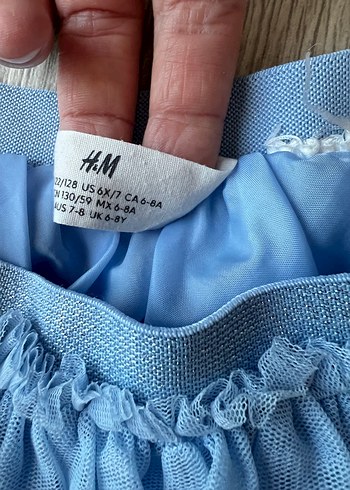 H&M
22/128 US 6X/7 CA 6-8A
CN 130/59 MX 6-8A
AUS 7-8 UK 6-8Y